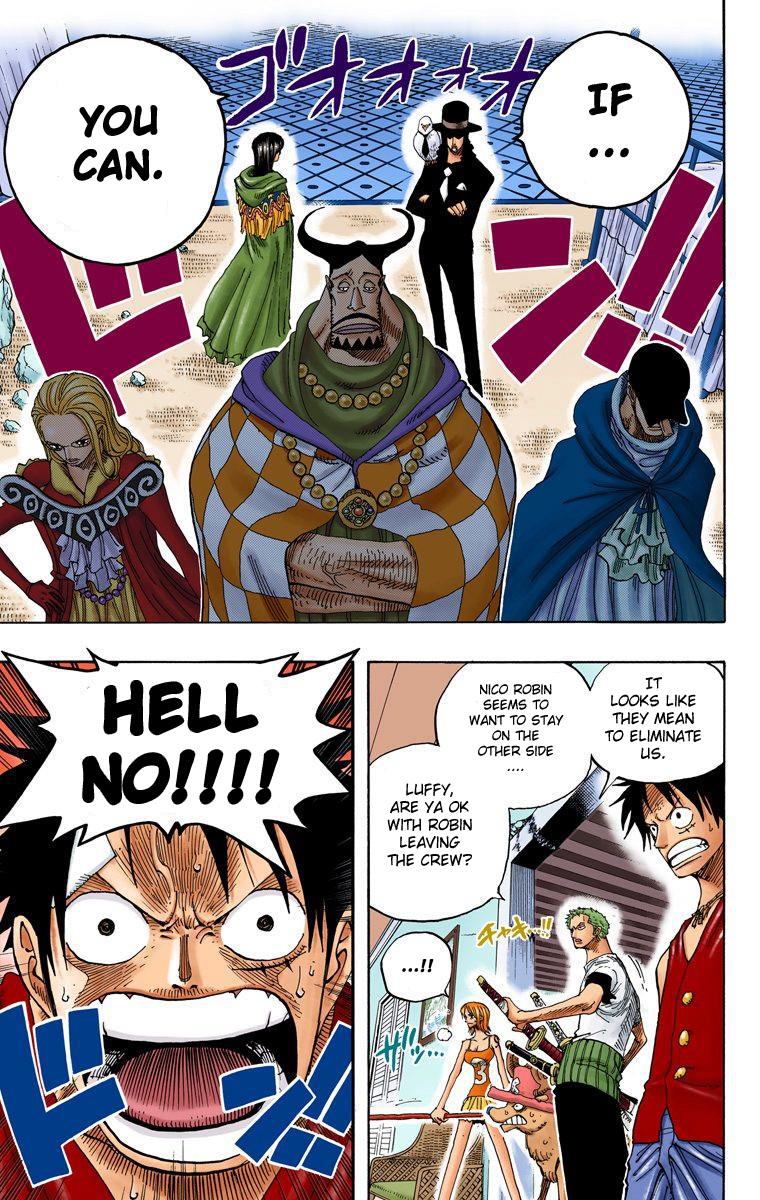 IF
...
YOU
CAN.
ゴオオオオ
ドン!!
IT
LOOKS LIKE
THEY MEAN
TO ELIMINATE
US.
NICO ROBIN
SEEMS TO
WANT TO STAY
ON THE
OTHER SIDE
....
LUFFY,
ARE YA OK
WITH ROBIN
LEAVING
THE CREW?
チャキ…!!
...!!
ザッ…
HELL
NO!!!!
ドン!!